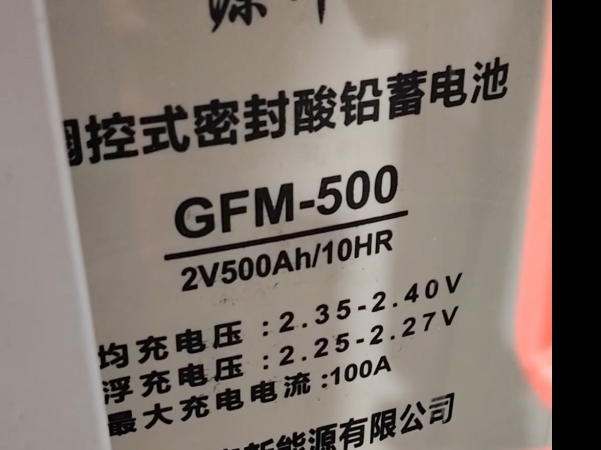 控式密封酸铅蓄电池
GFM-500
2V500Ah/10HR
均充电压:2.35-2.40V
浮充电压:2.25-2.27V
最大充电电流:100A
新能源有限公司